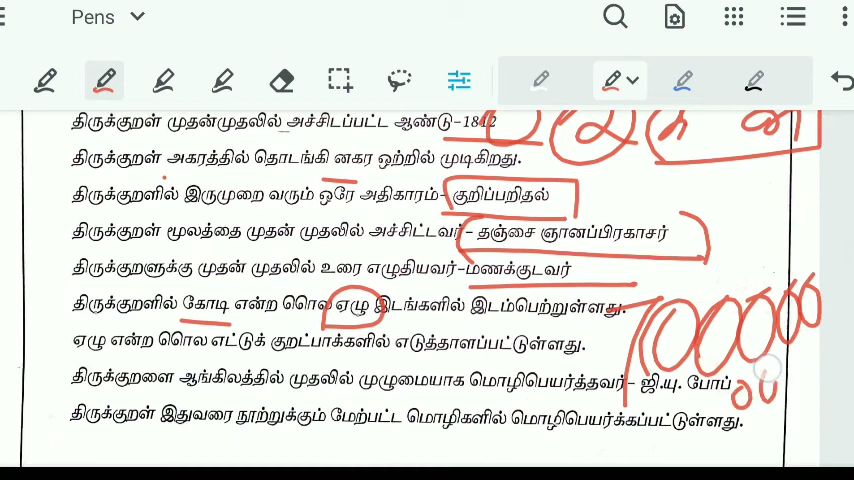 Pens
திருக்குறள் முதன்முதலில் அச்சிடப்பட்ட ஆண்டு-1812
திருக்குறள் அகரத்தில் தொடங்கி னகர ஒற்றில் முடிகிறது.
திருக்குறளில் இருமுறை வரும் ஒரே அதிகாரம்- குறிப்பறிதல்
திருக்குறள் மூலத்தை முதன் முதலில் அச்சிட்டவர்- தஞ்சை ஞானப்பிரகாசர்
திருக்குறளுக்கு முதன் முதலில் உரை எழுதியவர்-மணக்குடவர்
திருக்குறளில் கோடி என்ற ஏழு இடங்களில் இடம்பெற்றுள்ளது.
ஏழு என்ற எட்டுக் குறட்பாக்களில் எடுத்தாளப்பட்டுள்ளது.
திருக்குறளை ஆங்கிலத்தில் முதலில் முழுமையாக மொழிபெயர்த்தவர்- ஜி.யு. போப்
திருக்குறள் இதுவரை நூற்றுக்கும் மேற்பட்ட மொழிகளில் மொழிபெயர்க்கப்பட்டுள்ளது.